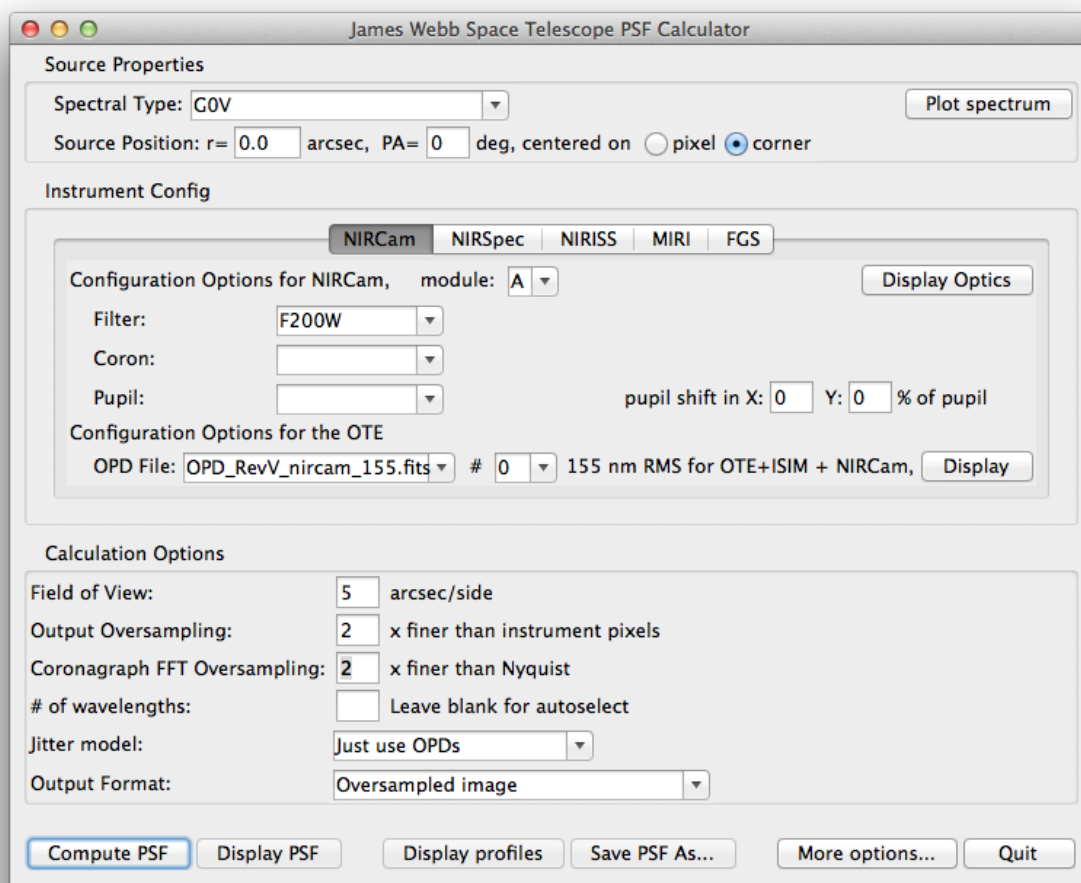 James Webb Space Telescope PSF Calculator
Source Properties
Spectral Type: G0V Plot spectrum
Source Position: r= 0.0 arcsec, PA= 0 deg, centered on pixel corner
Instrument Config
NIRCam NIRSpec NIRISS MIRI FGS
Configuration Options for NIRCam, module: A Display Optics
Filter: F200W
Coron:
Pupil: pupil shift in X: 0 Y: 0 % of pupil
Configuration Options for the OTE
OPD File: OPD_RevV_nircam_155.fits # 0 155 nm RMS for OTE+ISIM + NIRCam, Display
Calculation Options
Field of View: 5 arcsec/side
Output Oversampling: 2 x finer than instrument pixels
Coronagraph FFT Oversampling: 2 x finer than Nyquist
# of wavelengths: Leave blank for autoselect
Jitter model: Just use OPDs
Output Format: Oversampled image
Compute PSF Display PSF Display profiles Save PSF As... More options... Quit